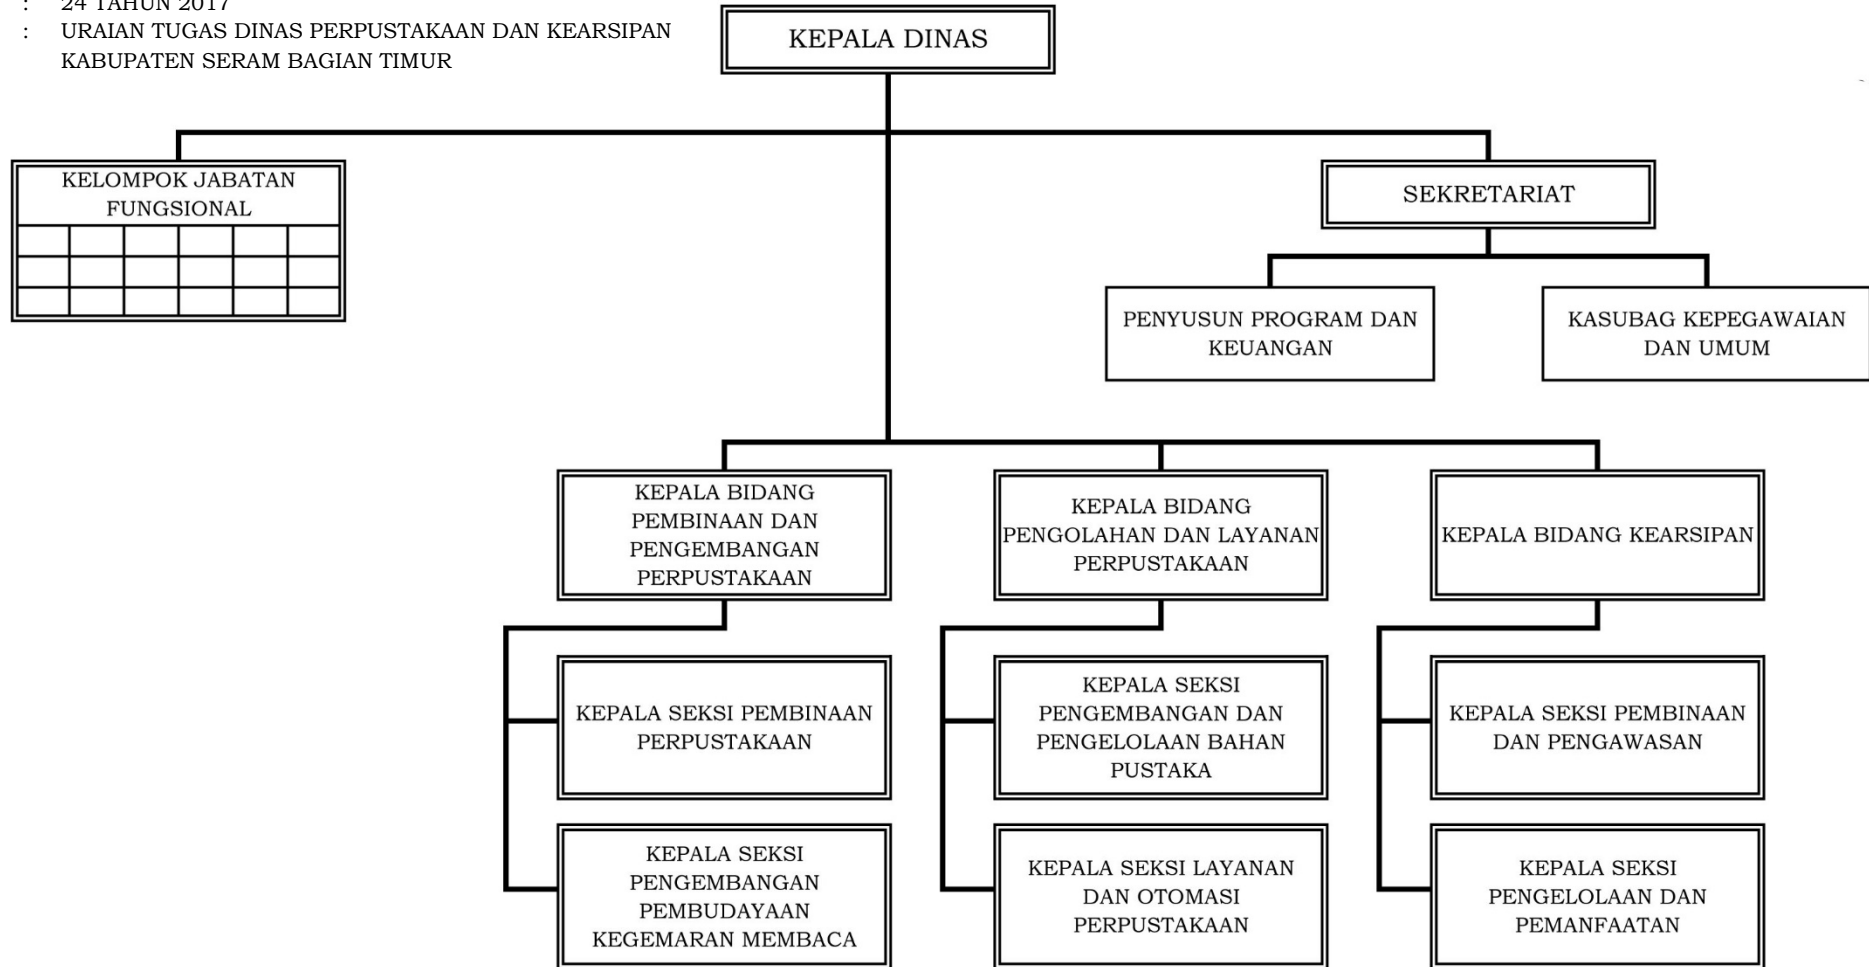 : 24 TAHUN 2017
: URAIAN TUGAS DINAS PERPUSTAKAAN DAN KEARSIPAN
KABUPATEN SERAM BAGIAN TIMUR
KEPALA DINAS
KELOMPOK JABATAN
FUNGSIONAL
SEKRETARIAT
PENYUSUN PROGRAM DAN
KEUANGAN
KASUBAG KEPEGAWAIAN
DAN UMUM
KEPALA BIDANG
PEMBINAAN DAN
PENGEMBANGAN
PERPUSTAKAAN
KEPALA BIDANG
PENGOLAHAN DAN LAYANAN
PERPUSTAKAAN
KEPALA BIDANG KEARSIPAN
KEPALA SEKSI PEMBINAAN
PERPUSTAKAAN
KEPALA SEKSI
PENGEMBANGAN DAN
PENGELOLAAN BAHAN
PUSTAKA
KEPALA SEKSI PEMBINAAN
DAN PENGAWASAN
KEPALA SEKSI
PENGEMBANGAN
PEMBUDAYAAN
KEGEMARAN MEMBACA
KEPALA SEKSI LAYANAN
DAN OTOMASI
PERPUSTAKAAN
KEPALA SEKSI
PENGELOLAAN DAN
PEMANFAATAN